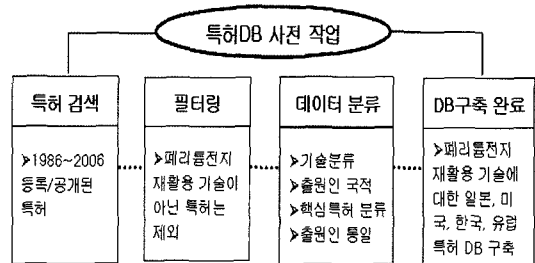 특허DB 사전 작업
특허 검색
➤1986~2006
등록/공개된
특허
필터링
➤폐리튬전지
재활용 기술이
아닌 특허는
제외
데이터 분류
➤기술분류
➤출원인 국적
➤핵심특허 분류
➤출원인 통일
DB구축 완료
➤폐리튬전지
재활용 기술에
대한 일본, 미
국, 한국, 유럽
특허 DB 구축